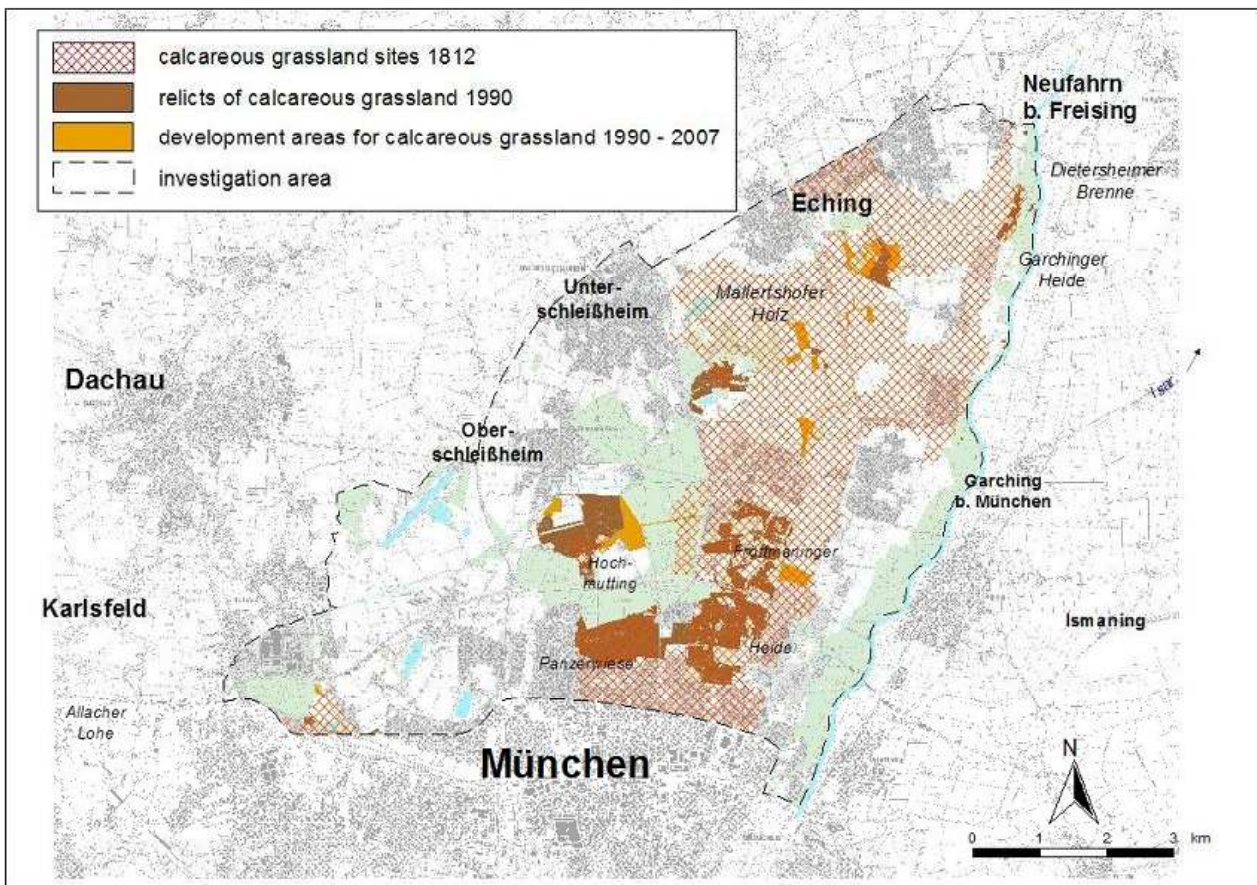 calcareous grassland sites 1812
relicts of calcareous grassland 1990
development areas for calcareous grassland 1990 - 2007
investigation area
Neufahrn
b. Freising
Dietersheimer
Brenne
Eching
Garchinger
Heide
Unter-
schleißheim
Mallertshofer
Holz
Dachau
Isar
Ober-
schleißheim
Garching
b. München
Fröttmaninger
Hoch-
mutting
Karlsfeld
Ismaning
Heide
Panzerwiese
Allacher
Lohe
München
N
0 1 2 3 km